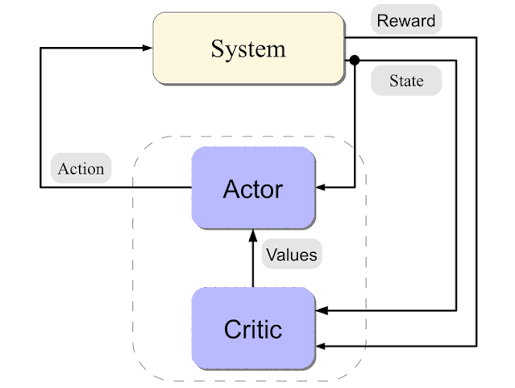 Reward
System
State
Action
Actor
Values
Critic